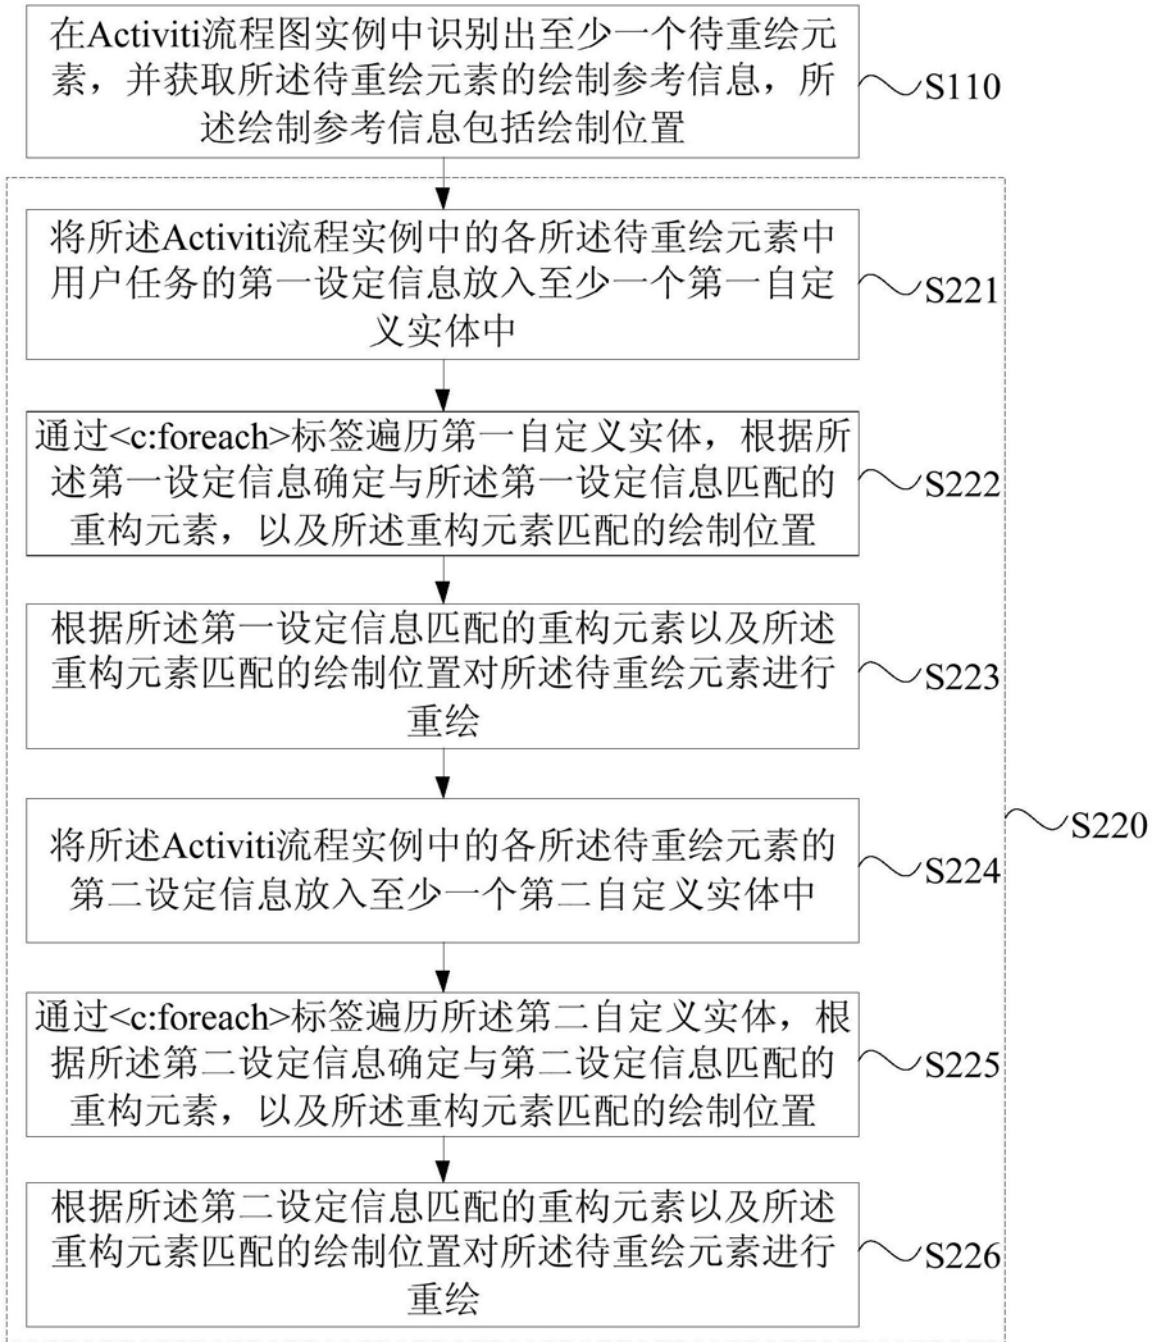 在Activiti流程图实例中识别出至少一个待重绘元
素，并获取所述待重绘元素的绘制参考信息，所
述绘制参考信息包括绘制位置
S110
将所述Activiti流程实例中的各所述待重绘元素中
用户任务的第一设定信息放入至少一个第一自定
义实体中
S221
通过<c:foreach>标签遍历第一自定义实体，根据所
述第一设定信息确定与所述第一设定信息匹配的
重构元素，以及所述重构元素匹配的绘制位置
S222
根据所述第一设定信息匹配的重构元素以及所述
重构元素匹配的绘制位置对所述待重绘元素进行
重绘
S223
将所述Activiti流程实例中的各所述待重绘元素的
第二设定信息放入至少一个第二自定义实体中
S224
S220
通过<c:foreach>标签遍历所述第二自定义实体，根
据所述第二设定信息确定与第二设定信息匹配的
重构元素，以及所述重构元素匹配的绘制位置
S225
根据所述第二设定信息匹配的重构元素以及所述
重构元素匹配的绘制位置对所述待重绘元素进行
重绘
S226